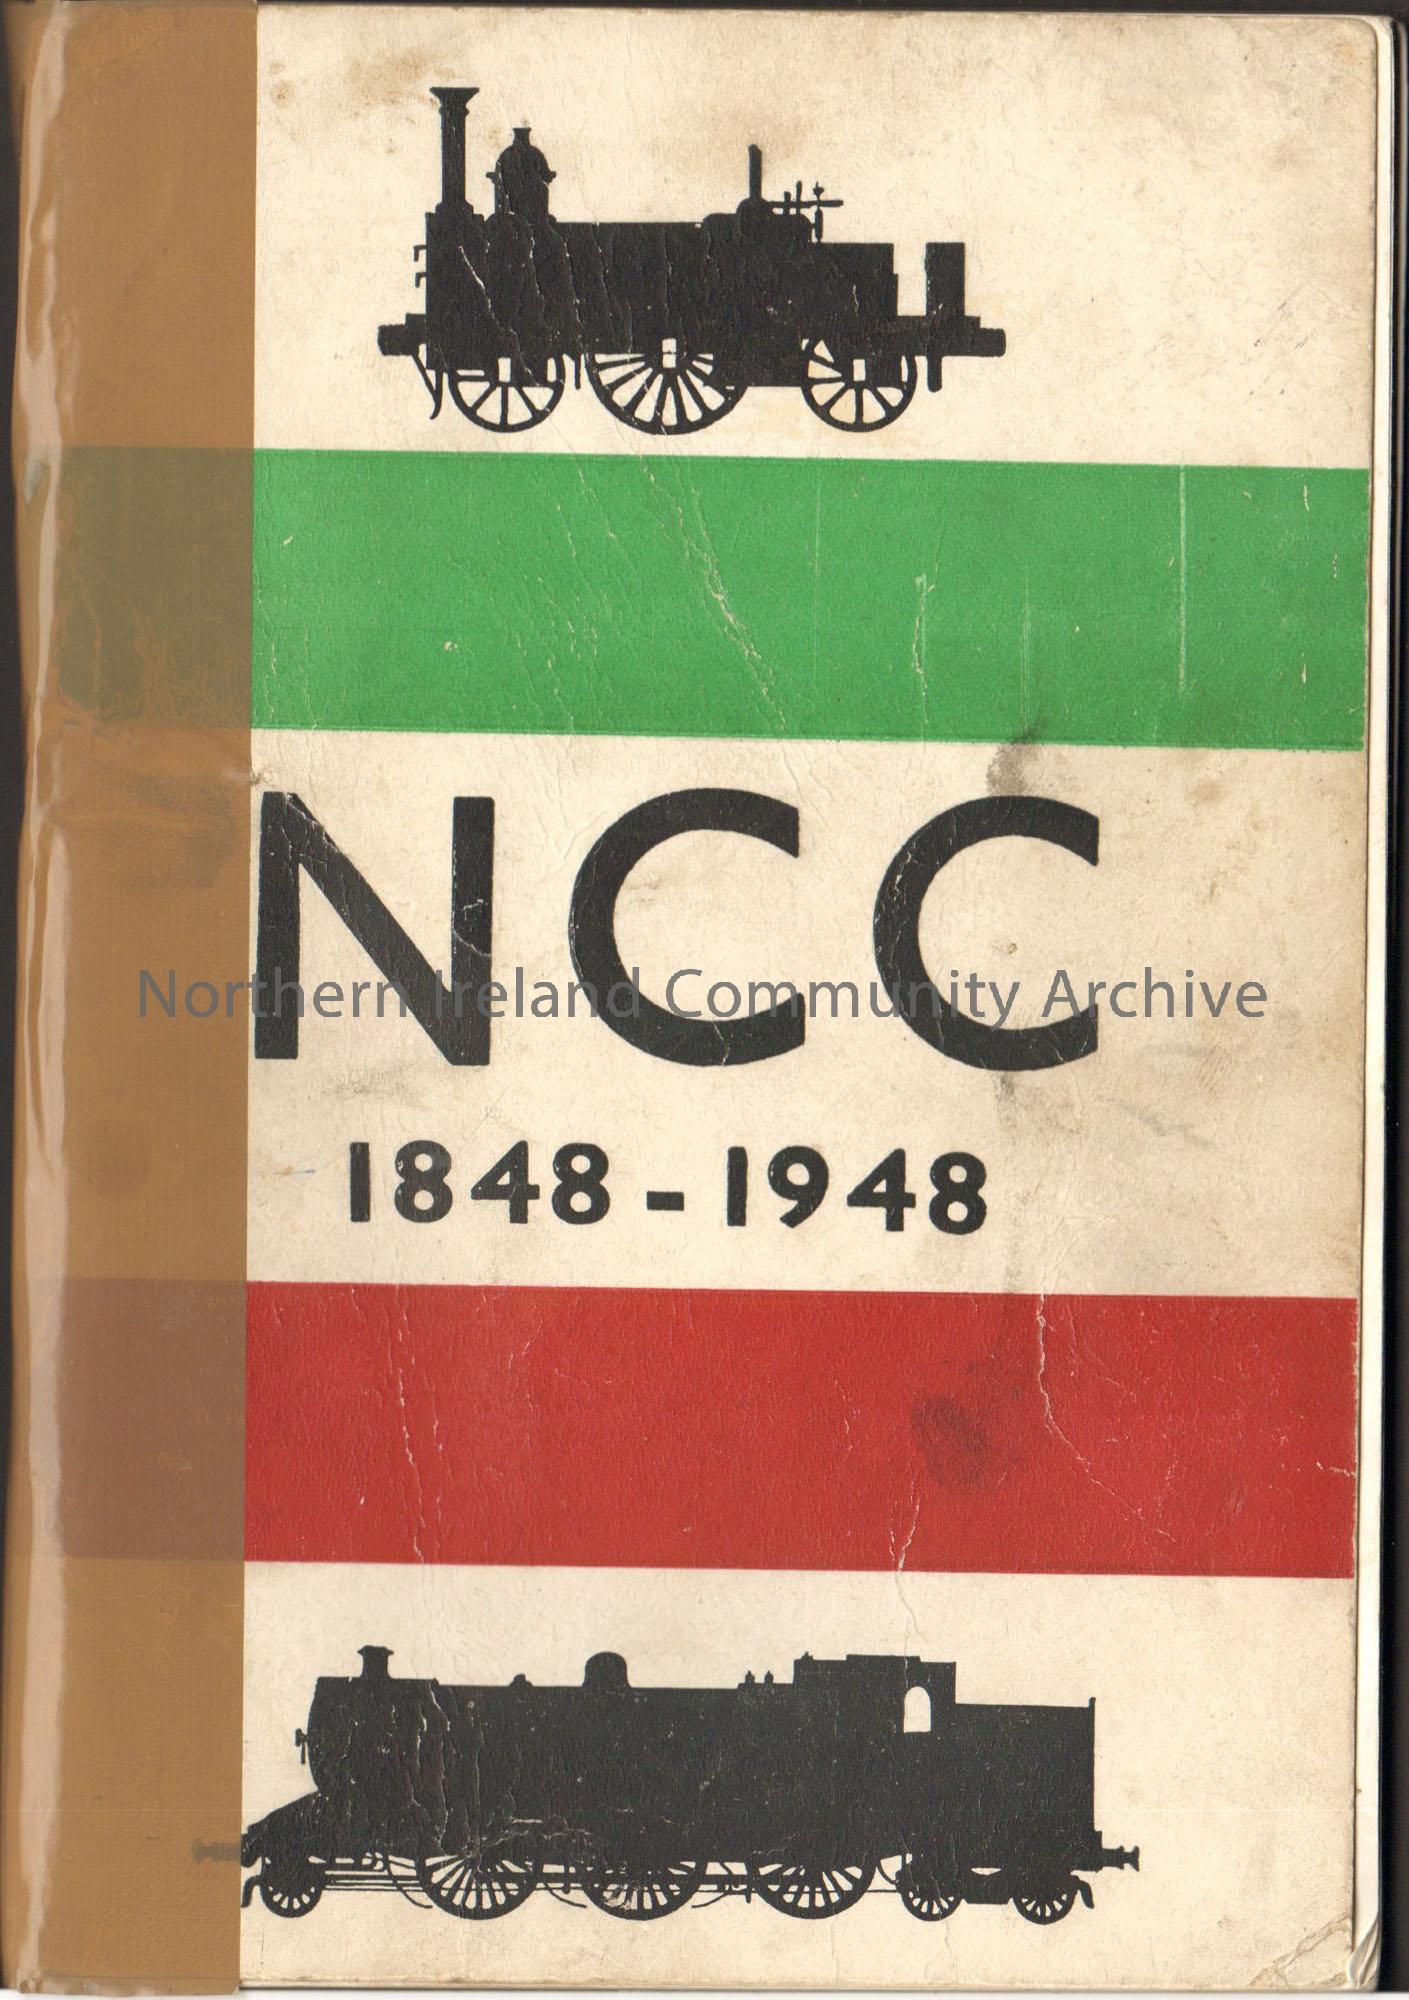 NCC
Northern Ireland Community Archive
1848-1948